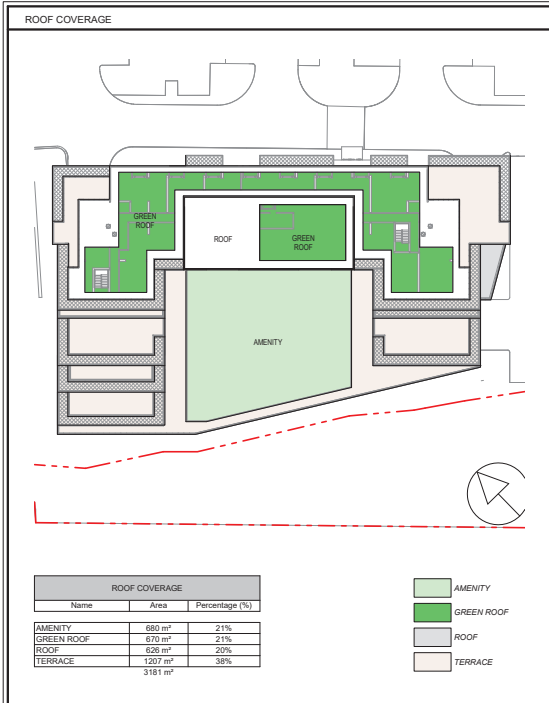 ROOF COVERAGE
GREEN
ROOF
ROOF
GREEN
ROOF
AMENITY
ROOF COVERAGE
Name Area Percentage (%)
AMENITY 680 m² 21%
GREEN ROOF 670 m² 21%
ROOF 626 m² 20%
TERRACE 1207 m² 38%
3181 m²
AMENITY
GREEN ROOF
ROOF
TERRACE